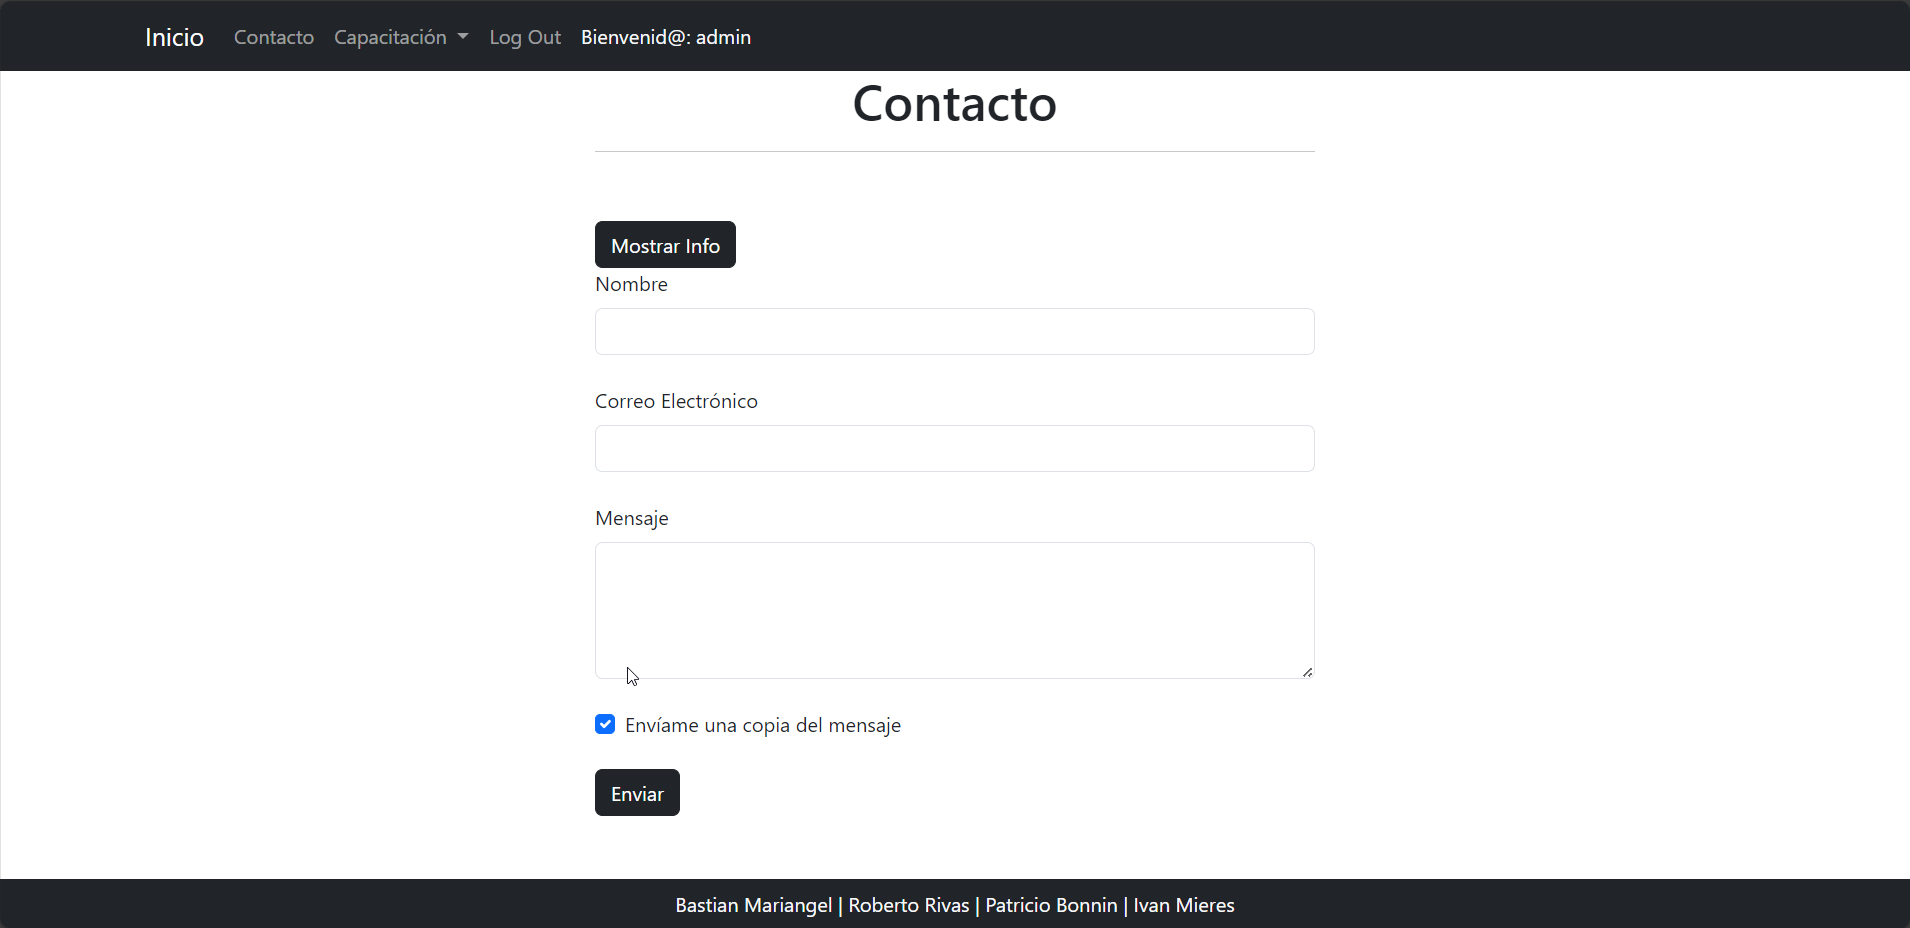 Inicio Contacto Capacitación Log Out Bienvenid@: admin
Contacto
Mostrar Info
Nombre
Correo Electrónico
Mensaje
Envíame una copia del mensaje
Enviar
Bastian Mariangel | Roberto Rivas | Patricio Bonnin | Ivan Mieres